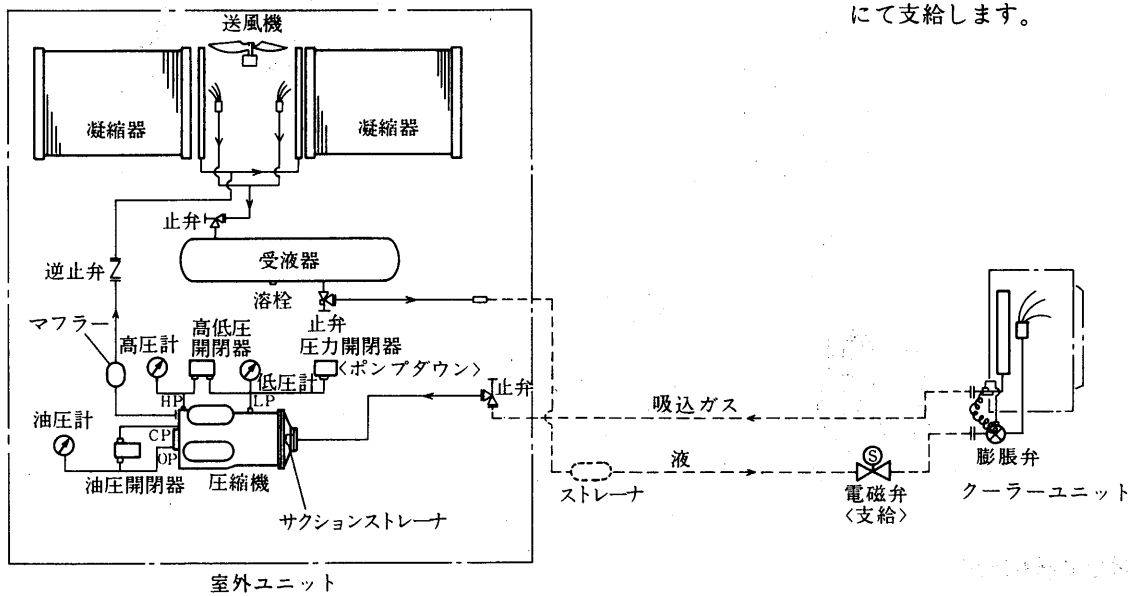 にて支給します。
送風機
凝縮器
凝縮器
止弁
受液器
逆止弁
溶栓
止弁
マフラー
高圧計
高低圧
開閉器
圧力開閉器
<ポンプダウン>
低圧計
止弁
HP
LP
吸込ガス
油圧計
CP
OP
液
S
膨脹弁
油圧開閉器
圧縮機
ストレーナ
電磁弁
<支給>
クーラーユニット
サクションストレーナ
室外ユニット